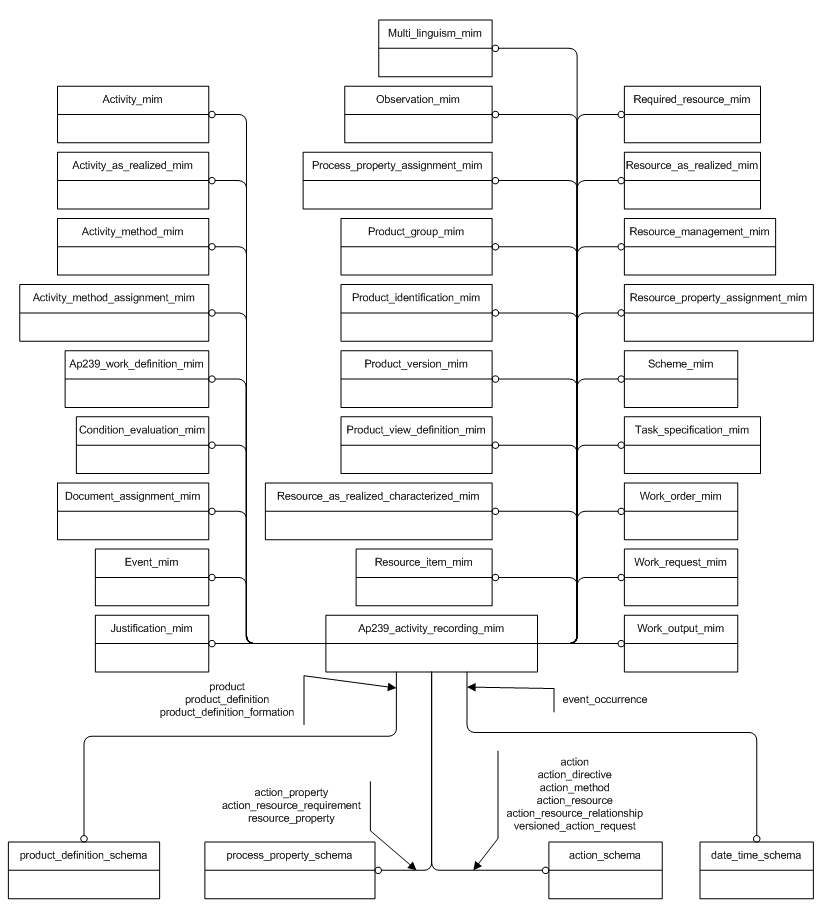 Multi_linguism_mim
Activity_mim
Observation_mim
Required_resource_mim
Activity_as_realized_mim
Process_property_assignment_mim
Resource_as_realized_mim
Activity_method_mim
Product_group_mim
Resource_management_mim
Activity_method_assignment_mim
Product_identification_mim
Resource_property_assignment_mim
Ap239_work_definition_mim
Product_version_mim
Scheme_mim
Condition_evaluation_mim
Product_view_definition_mim
Task_specification_mim
Document_assignment_mim
Resource_as_realized_characterized_mim
Work_order_mim
Event_mim
Resource_item_mim
Work_request_mim
Justification_mim
Ap239_activity_recording_mim
Work_output_mim
product
product_definition
product_definition_formation
event_occurrence
action_property
action_resource_requirement
resource_property
action
action_directive
action_method
action_resource
action_resource_relationship
versioned_action_request
product_definition_schema
process_property_schema
action_schema
date_time_schema